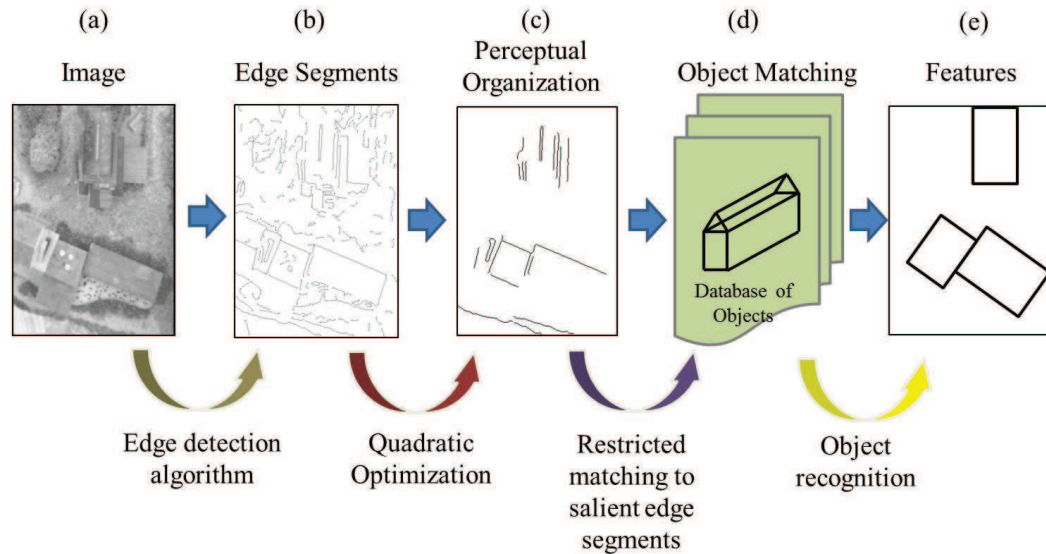 (a)
(b)
(c)
(d)
(e)
Image
Edge Segments
Perceptual
Organization
Object Matching
Features
Database of
Objects
Edge detection
algorithm
Quadratic
Optimization
Restricted
matching to
salient edge
segments
Object
recognition